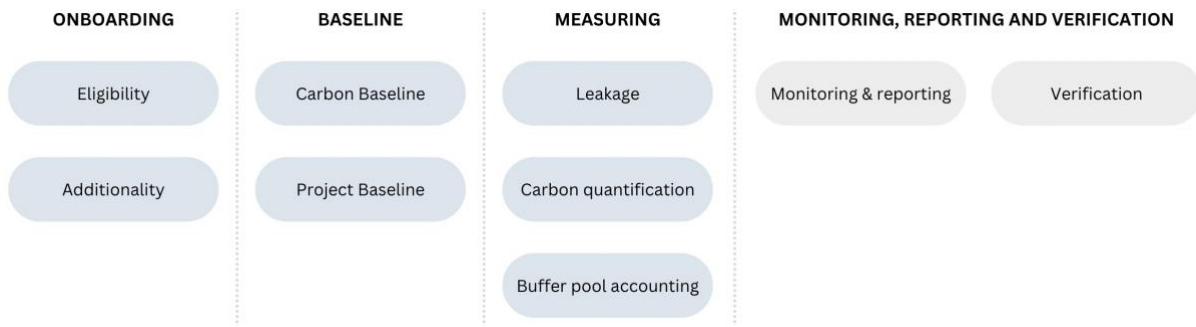 ONBOARDING
BASELINE
MEASURING
MONITORING, REPORTING AND VERIFICATION
Eligibility
Carbon Baseline
Leakage
Monitoring & reporting
Verification
Additionality
Project Baseline
Carbon quantification
Buffer pool accounting